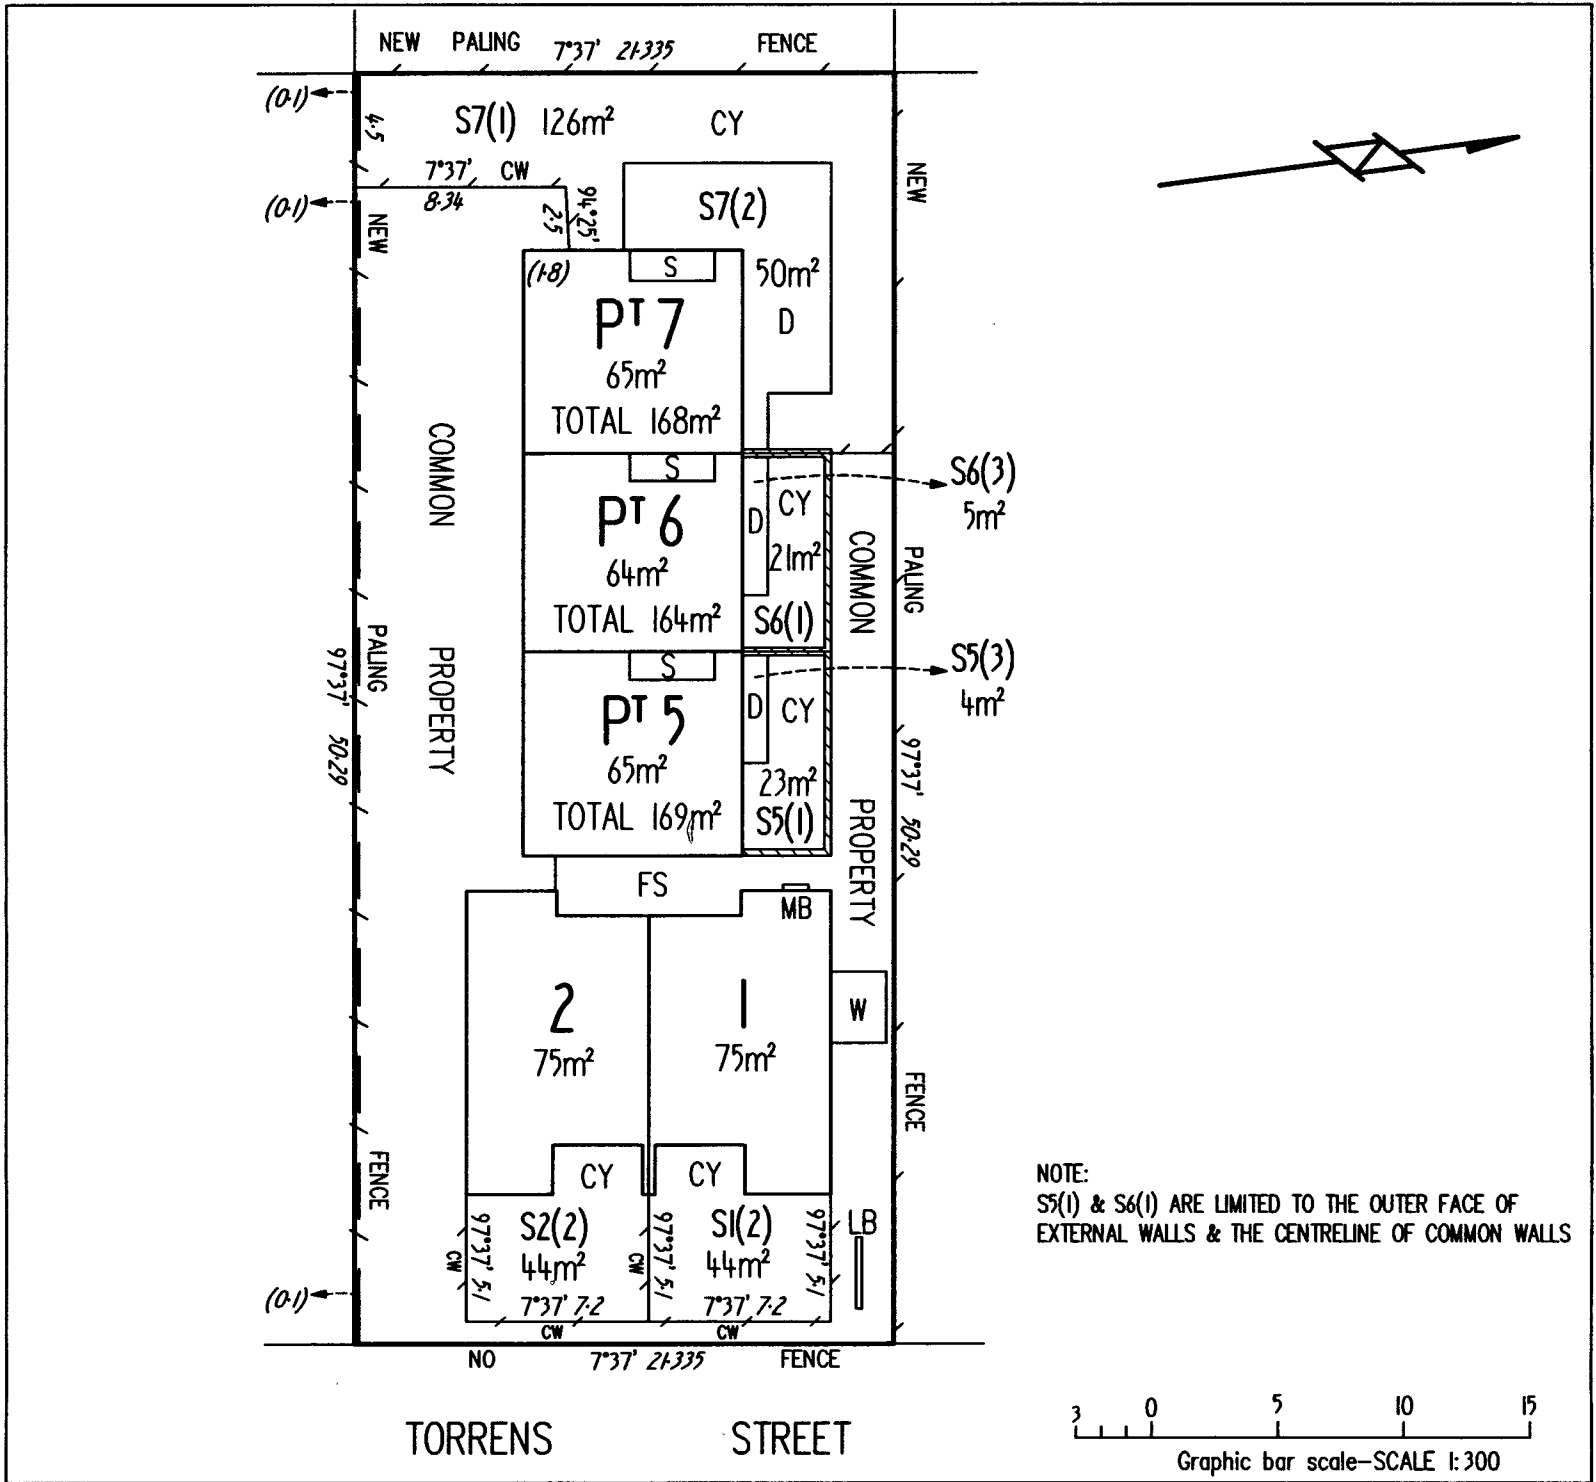 NEW PALING 7°37' 21·335 FENCE
(0·1)
4·5
S7(1) 126m² CY
7°37' CW
8·34
(0·1)
2·5
94°25'
S7(2)
50m²
D
NEW
NEW
(1·8)
S
PT 7
65m²
TOTAL 168m²
COMMON
S
PT 6
64m²
TOTAL 164m²
D
CY
21m²
S6(1)
S6(3)
5m²
COMMON
PALING
PALING
97°37' 50·29
PROPERTY
S
PT 5
65m²
TOTAL 169m²
D
CY
23m²
S5(1)
S5(3)
4m²
97°37' 50·29
PROPERTY
FS
MB
2
75m²
1
75m²
W
FENCE
FENCE
CY
CY
S2(2)
44m²
S1(2)
44m²
97°37' 5·1
CW
CW
97°37' 5·1
97°37' 5·1
LB
7°37' 7·2
7°37' 7·2
CW
CW
(0·1)
NO 7°37' 21·335 FENCE
TORRENS STREET
NOTE:
S5(1) & S6(1) ARE LIMITED TO THE OUTER FACE OF
EXTERNAL WALLS & THE CENTRELINE OF COMMON WALLS
3 0 5 10 15
Graphic bar scale-SCALE 1:300